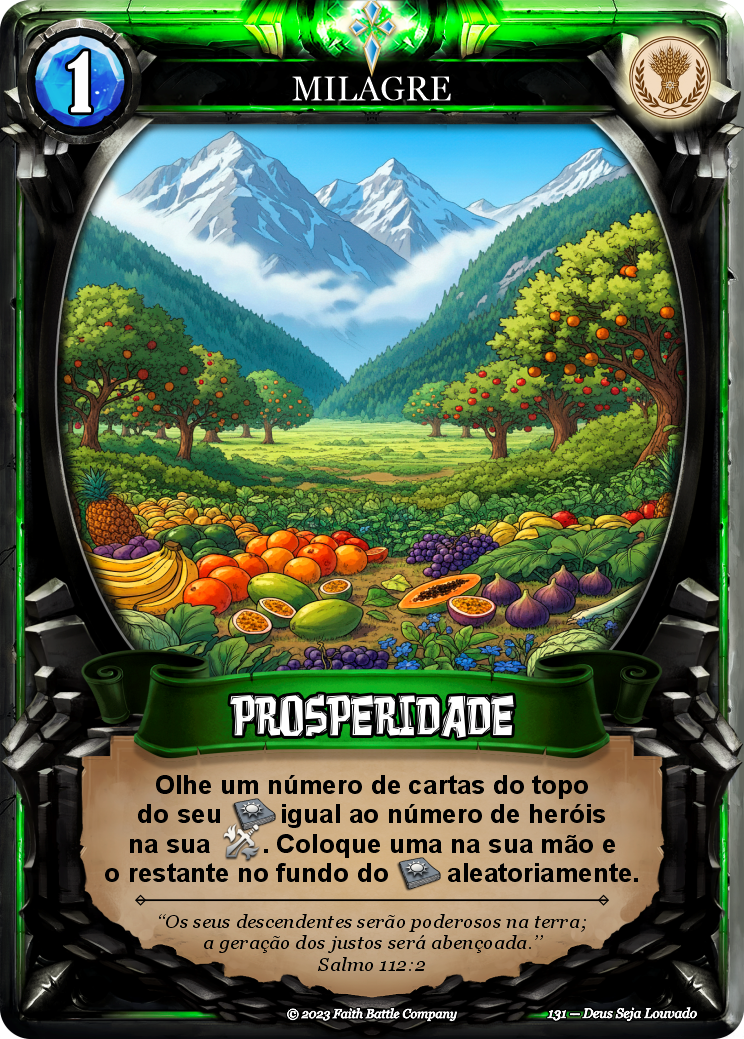 1
MILAGRE
PROSPERIDADE
Olhe um número de cartas do topo
do seu igual ao número de heróis
na sua . Coloque uma na sua mão e
o restante no fundo do aleatoriamente.
“Os seus descendentes serão poderosos na terra;
a geração dos justos será abençoada.”
Salmo 112:2
© 2023 Faith Battle Company
131 — Deus Seja Louvado